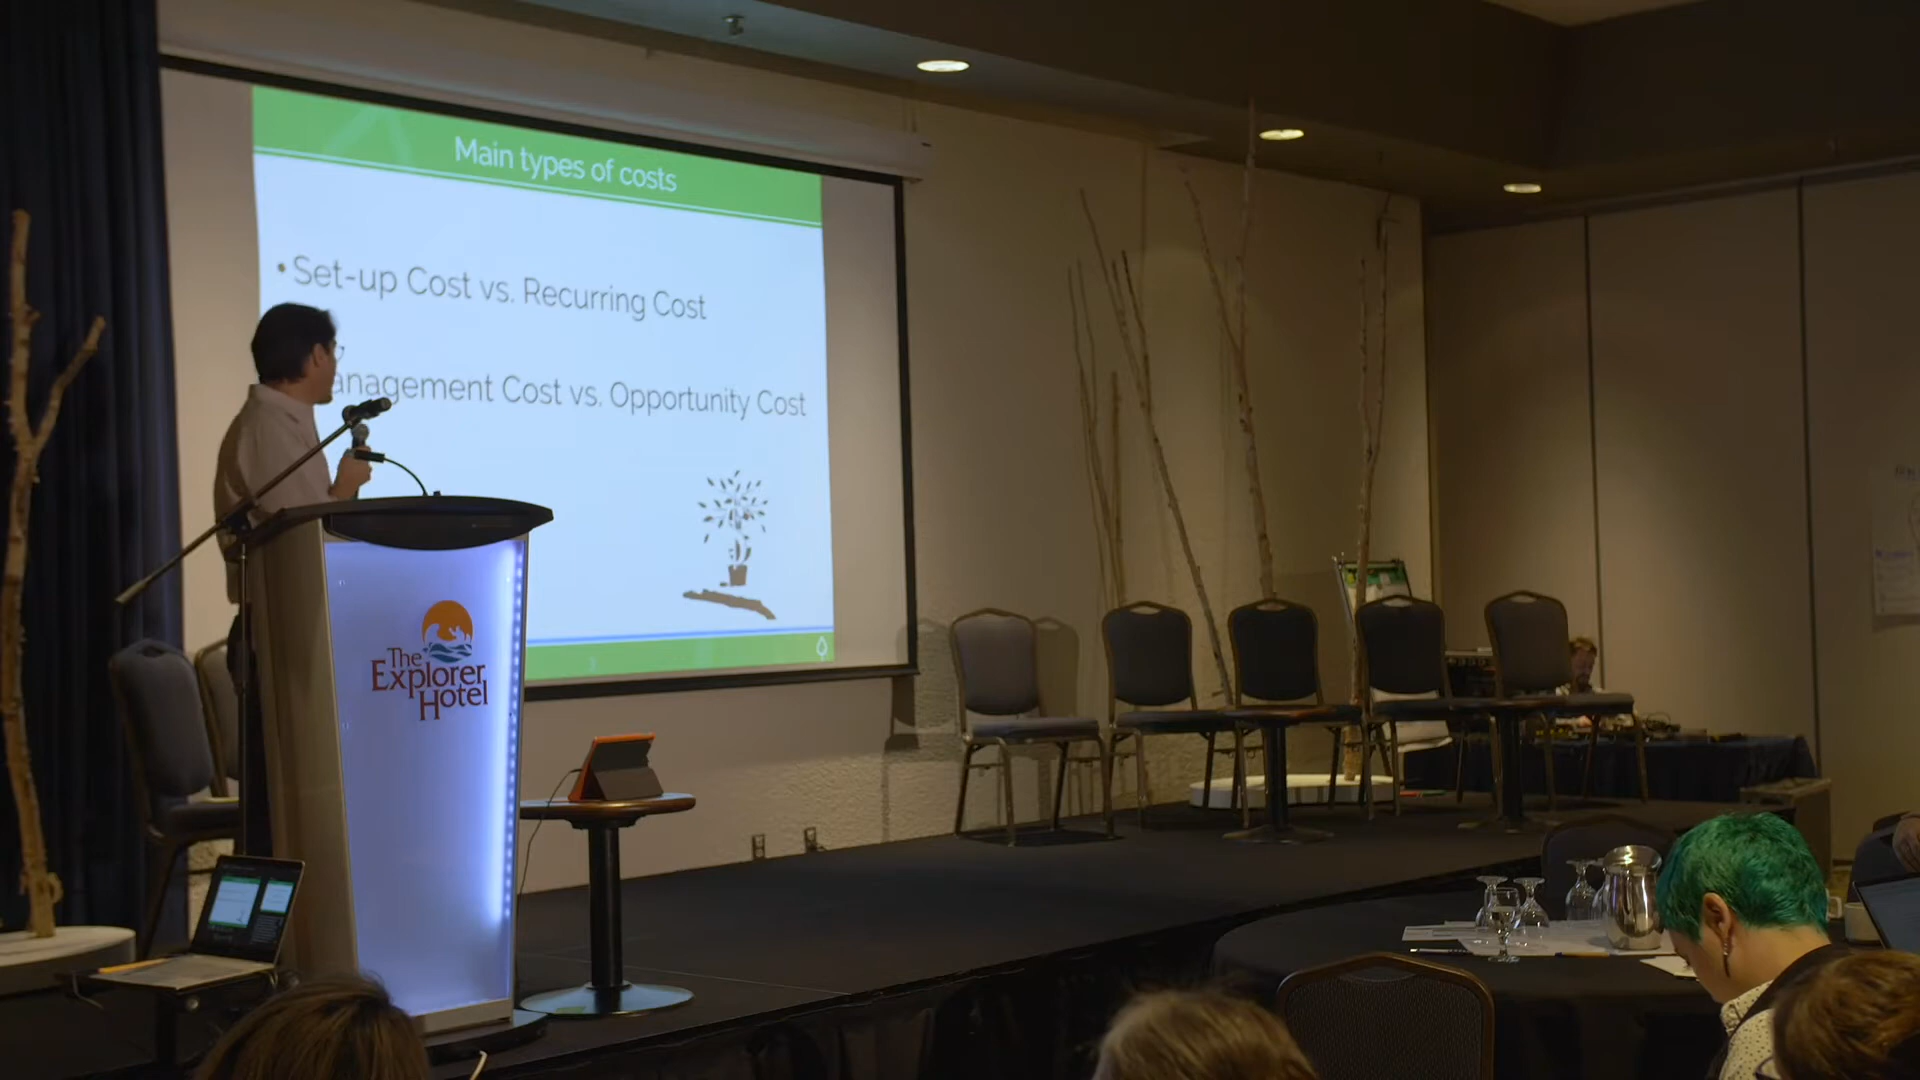 Main types of costs
•Set-up Cost vs. Recurring Cost
anagement Cost vs. Opportunity Cost
The
Explorer
Hotel